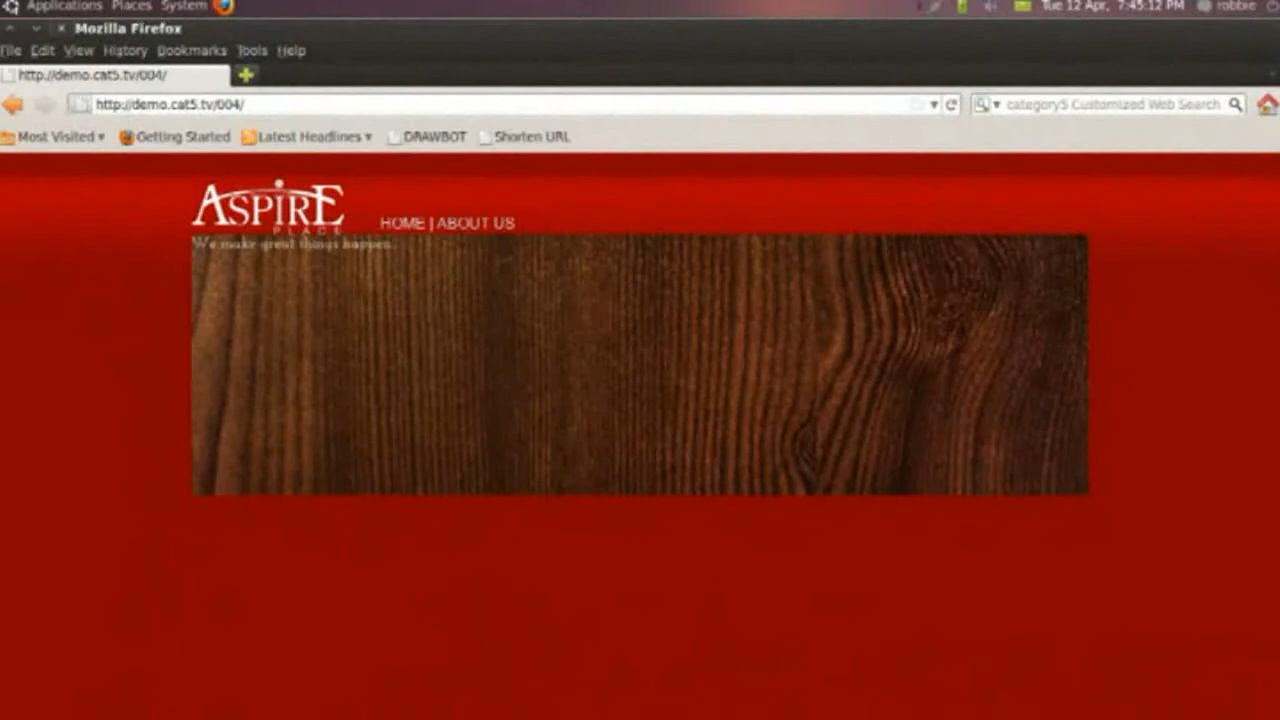 Applications Places System
Tue 12 Apr, 7:45:12 PM robbie
Mozilla Firefox
File Edit View History Bookmarks Tools Help
http://demo.cat5.tv/004/
http://demo.cat5.tv/004/
category5 Customized Web Search
Most Visited Getting Started Latest Headlines DRAWBOT Shorten URL
ASPIRE
PLACE
HOME | ABOUT US
We make great things happen.